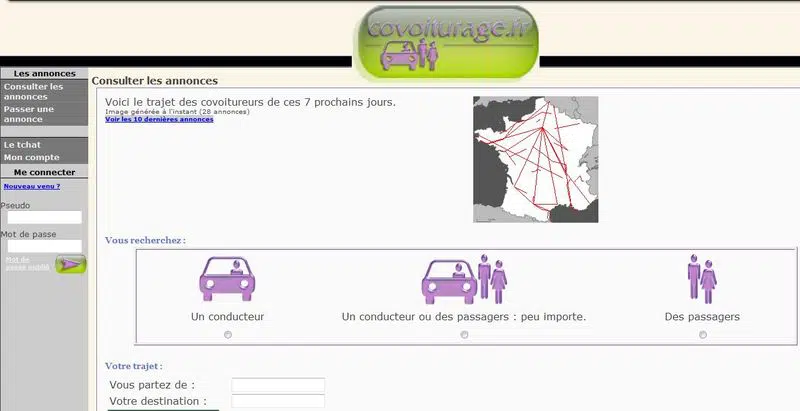 covoiturage.fr
Les annonces
Consulter les
annonces
Passer une
annonce
Le tchat
Mon compte
Me connecter
Nouveau venu ?
Pseudo
Mot de passe
Mot de
passe oublié
Consulter les annonces
Voici le trajet des covoitureurs de ces 7 prochains jours.
Image générée à l'instant (28 annonces)
Voir les 10 dernières annonces
Vous recherchez :
Un conducteur
Un conducteur ou des passagers : peu importe.
Des passagers
Votre trajet :
Vous partez de :
Votre destination :